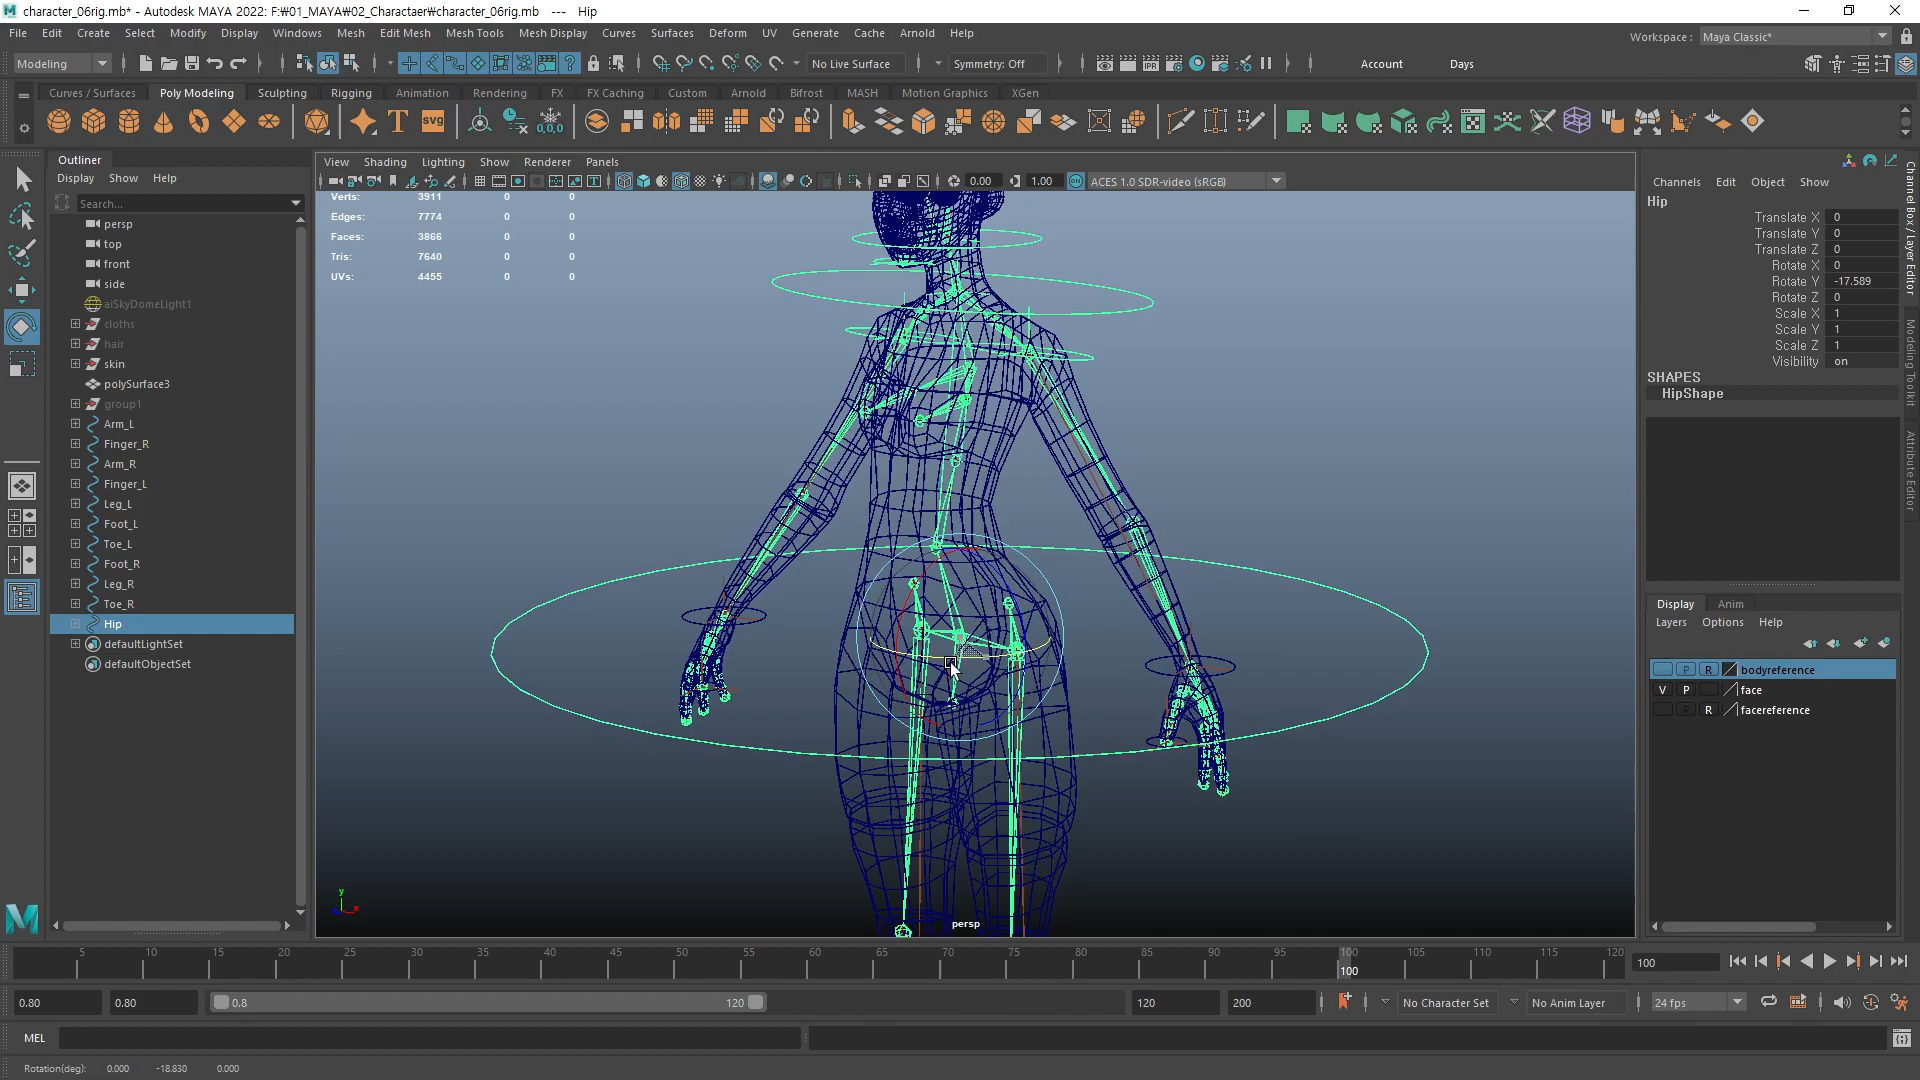 character_06rig.mb* - Autodesk MAYA 2022: F:₩01_MAYA₩02_Charactaer₩character_06rig.mb --- Hip
File Edit Create Select Modify Display Windows Mesh Edit Mesh Mesh Tools Mesh Display Curves Surfaces Deform UV Generate Cache Arnold Help
Workspace : Maya Classic*
Modeling No Live Surface Symmetry: Off Account Days
Curves / Surfaces Poly Modeling Sculpting Rigging Animation Rendering FX FX Caching Custom Arnold Bifrost MASH Motion Graphics XGen
Outliner
Display Show Help
Search...
persp
top
front
side
aiSkyDomeLight1
cloths
hair
skin
polySurface3
group1
Arm_L
Finger_R
Arm_R
Finger_L
Leg_L
Foot_L
Toe_L
Foot_R
Leg_R
Toe_R
Hip
defaultLightSet
defaultObjectSet
View Shading Lighting Show Renderer Panels
0.00 1.00 ACES 1.0 SDR-video (sRGB)
Verts: 3911 0 0
Edges: 7774 0 0
Faces: 3866 0 0
Tris: 7640 0 0
UVs: 4455 0 0
persp
Channels Edit Object Show
Hip
Translate X 0
Translate Y 0
Translate Z 0
Rotate X 0
Rotate Y -17.589
Rotate Z 0
Scale X 1
Scale Y 1
Scale Z 1
Visibility on
SHAPES
HipShape
Channel Box / Layer Editor
Modeling Toolkit
Attribute Editor
Display Anim
Layers Options Help
P R bodyreference
V P face
P R facereference
5 10 15 20 25 30 35 40 45 50 55 60 65 70 75 80 85 90 95 100 105 110 115 120
100
100
0.80 0.80 0.8 120 120 200 No Character Set No Anim Layer 24 fps
MEL
Rotation(deg): 0.000 -18.830 0.000